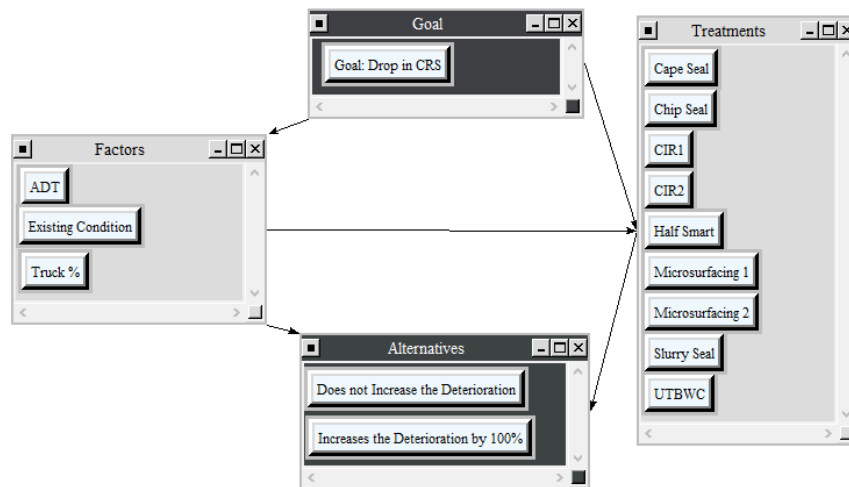 Goal
Goal: Drop in CRS
Treatments
Cape Seal
Chip Seal
CIR1
CIR2
Half Smart
Microsurfacing 1
Microsurfacing 2
Slurry Seal
UTBWC
Factors
ADT
Existing Condition
Truck %
Alternatives
Does not Increase the Deterioration
Increases the Deterioration by 100%